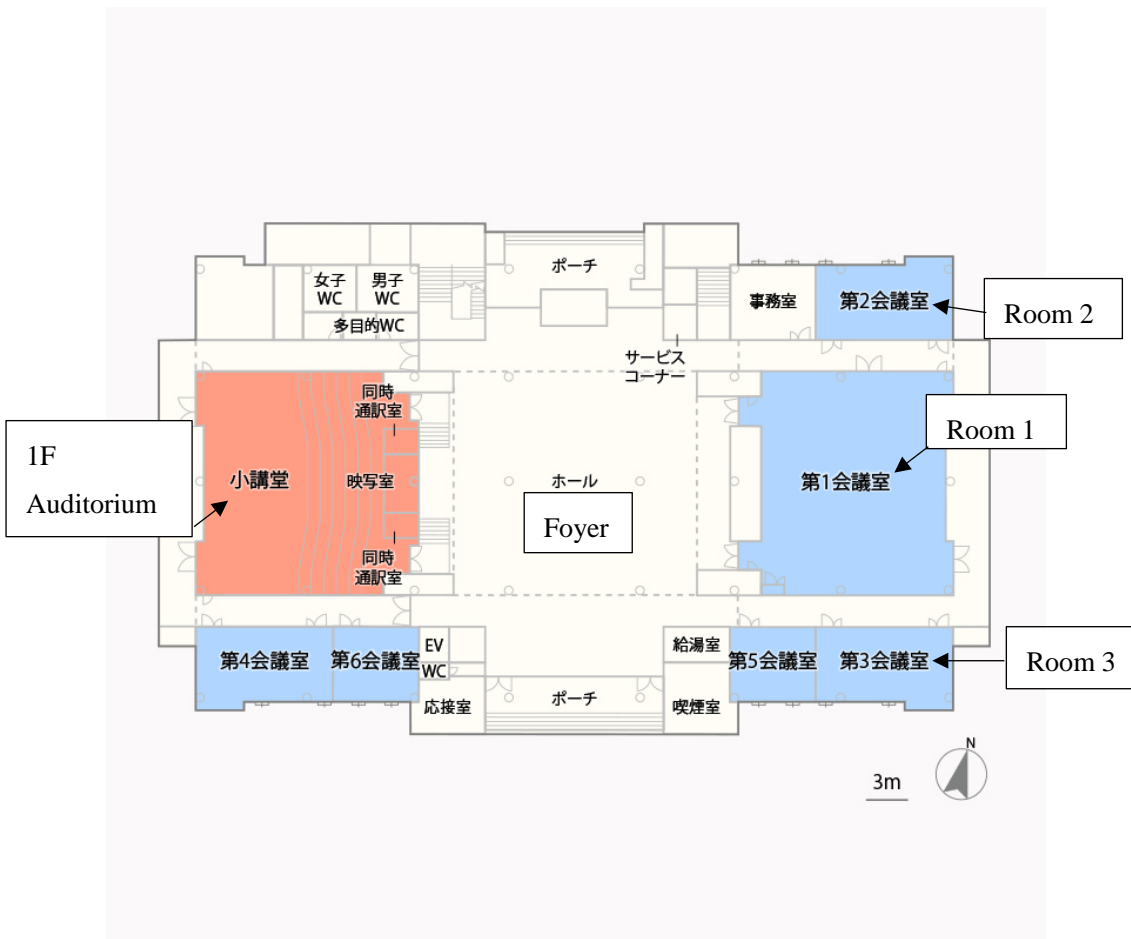 ポーチ
女子
WC
男子
WC
多目的WC
事務室
第2会議室
Room 2
サービス
コーナー
同時
通訳室
1F
Auditorium
小講堂
映写室
ホール
Foyer
第1会議室
Room 1
同時
通訳室
第4会議室
第6会議室
EV
WC
応接室
ポーチ
給湯室
喫煙室
第5会議室
第3会議室
Room 3
N
3m